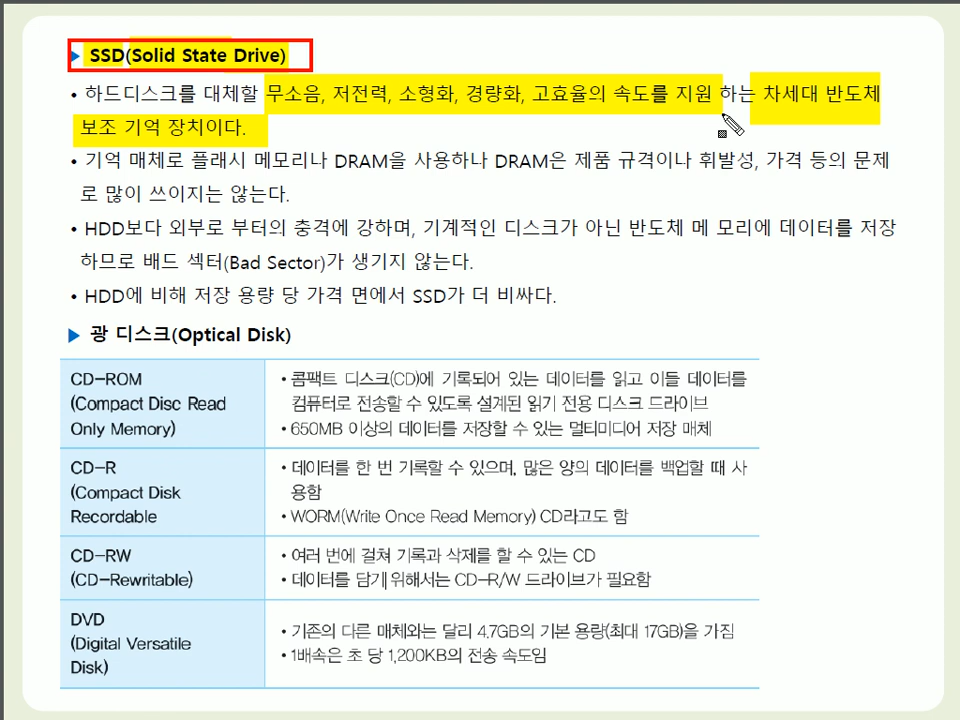 ▶ SSD(Solid State Drive)
• 하드디스크를 대체할 무소음, 저전력, 소형화, 경량화, 고효율의 속도를 지원 하는 차세대 반도체
보조 기억 장치이다.
• 기억 매체로 플래시 메모리나 DRAM을 사용하나 DRAM은 제품 규격이나 휘발성, 가격 등의 문제
로 많이 쓰이지는 않는다.
• HDD보다 외부로 부터의 충격에 강하며, 기계적인 디스크가 아닌 반도체 메 모리에 데이터를 저장
하므로 배드 섹터(Bad Sector)가 생기지 않는다.
• HDD에 비해 저장 용량 당 가격 면에서 SSD가 더 비싸다.
▶ 광 디스크(Optical Disk)
CD-ROM
(Compact Disc Read
Only Memory)
• 콤팩트 디스크(CD)에 기록되어 있는 데이터를 읽고 이들 데이터를
컴퓨터로 전송할 수 있도록 설계된 읽기 전용 디스크 드라이브
• 650MB 이상의 데이터를 저장할 수 있는 멀티미디어 저장 매체
CD-R
(Compact Disk
Recordable
• 데이터를 한 번 기록할 수 있으며, 많은 양의 데이터를 백업할 때 사
용함
• WORM(Write Once Read Memory) CD라고도 함
CD-RW
(CD-Rewritable)
• 여러 번에 걸쳐 기록과 삭제를 할 수 있는 CD
• 데이터를 담기 위해서는 CD-R/W 드라이브가 필요함
DVD
(Digital Versatile
Disk)
• 기존의 다른 매체와는 달리 4.7GB의 기본 용량(최대 17GB)을 가짐
• 1배속은 초 당 1,200KB의 전송 속도임